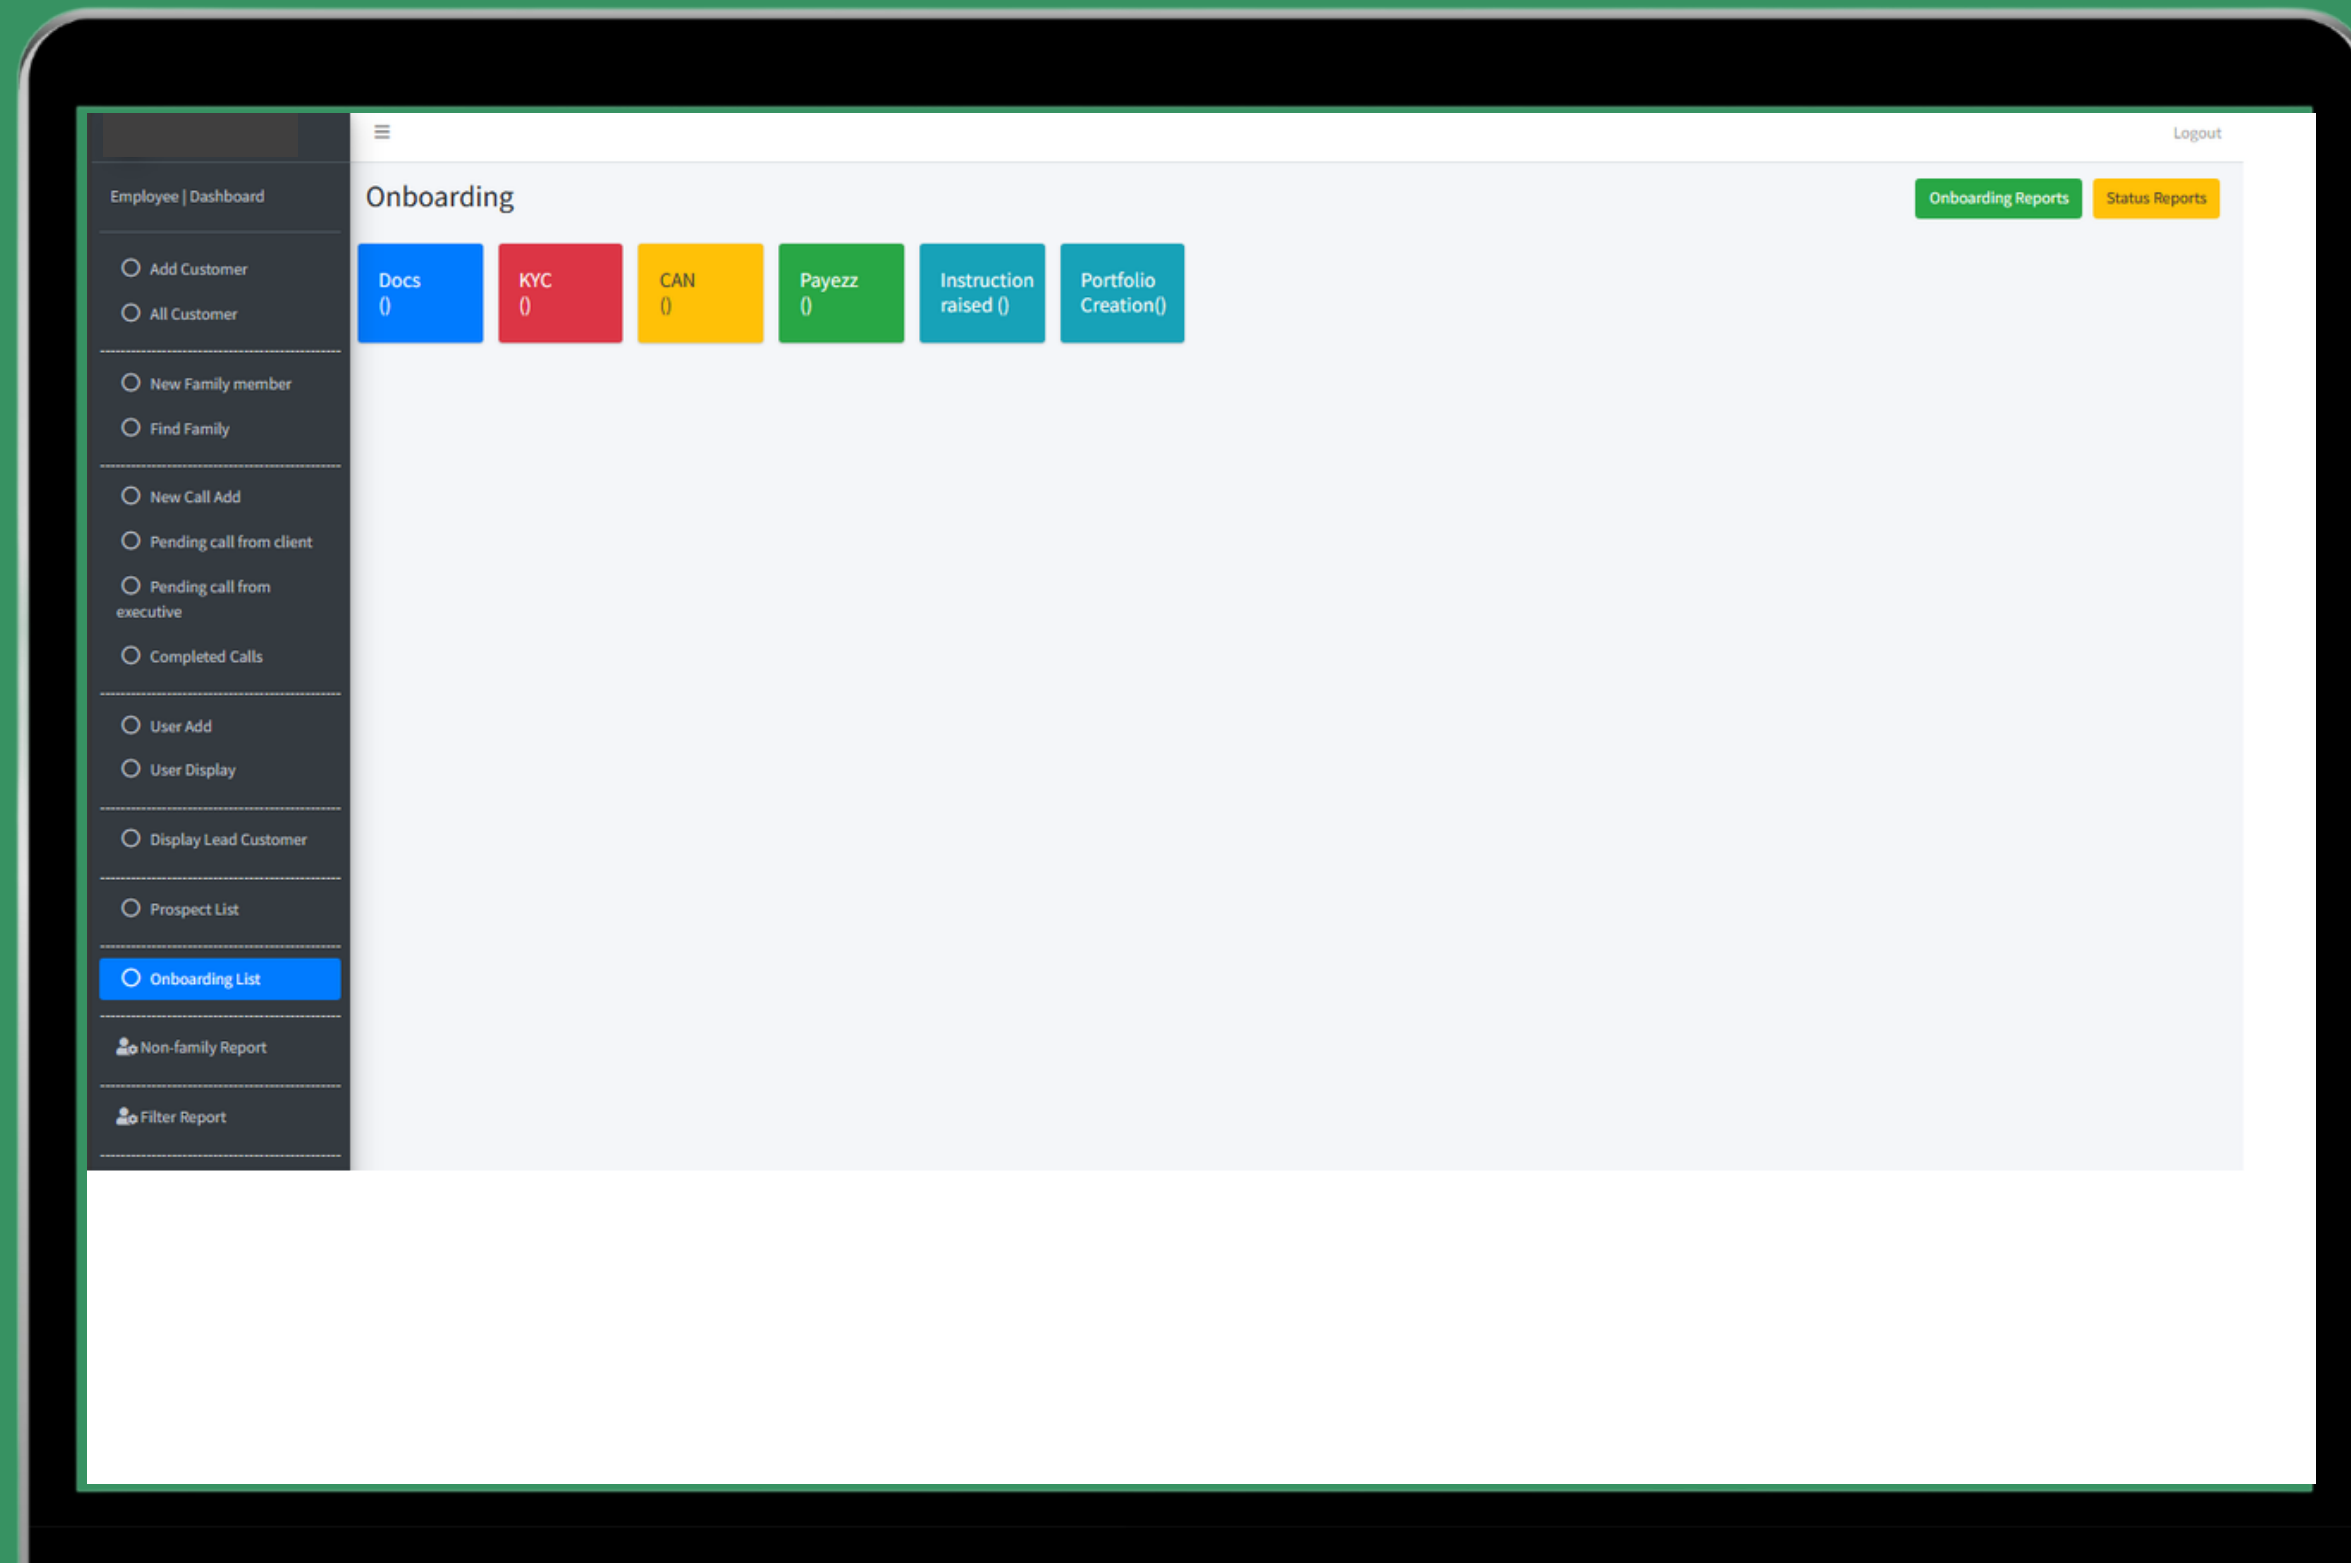 Logout
Employee | Dashboard
Add Customer
All Customer
New Family member
Find Family
New Call Add
Pending call from client
Pending call from
executive
Completed Calls
User Add
User Display
Display Lead Customer
Prospect List
Onboarding List
Non-family Report
Filter Report
Onboarding
Onboarding Reports
Status Reports
Docs
()
KYC
()
CAN
()
Payezz
()
Instruction
raised ()
Portfolio
Creation()